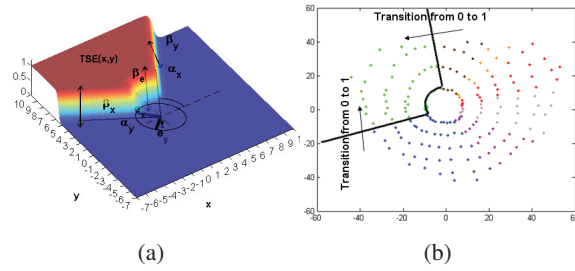 TSE(x,y)
β_y
α_x
β_e
β_x
α_y
e_y
1
0.5
0
10 9 8 7 6 5 4 3 2 1 0 -1 -2 -3 -4 -5 -6 -7
y
-7 -6 -5 -4 -3 -2 -1 0 1 2 3 4 5 6 7 8 9 1
x
(a)
Transition from 0 to 1
Transition from 0 to 1
60
40
20
0
-20
-40
-60
-60 -40 -20 0 20 40 60
(b)